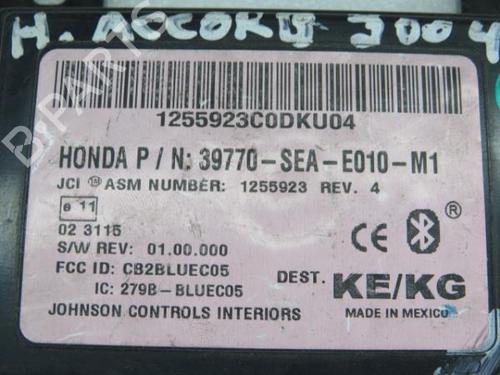 H. ACCORD 2004
B-PARTS
1255923C0DKU04
HONDA P / N: 39770-SEA-E010-M1
JCI ASM NUMBER: 1255923 REV. 4
e 11
02 3115
S/W REV: 01.00.000
FCC ID: CB2BLUEC05
IC: 279B-BLUEC05
CE
®
DEST. KE/KG
JOHNSON CONTROLS INTERIORS
MADE IN MEXICO